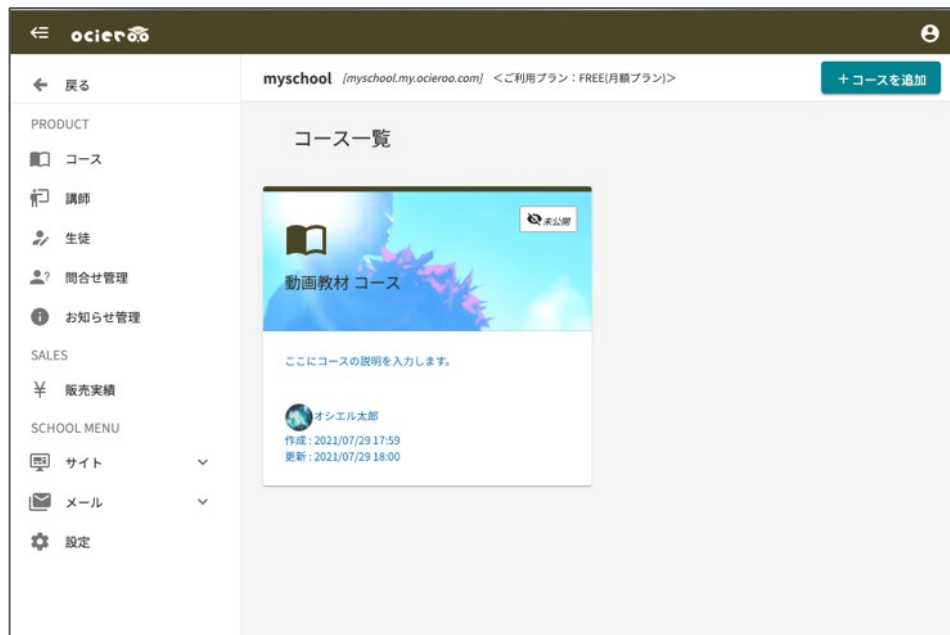 ocieroo
戻る
myschool [myschool.my.ocieroo.com] <ご利用プラン：FREE(月額プラン)>
+コースを追加
PRODUCT
コース
講師
生徒
問合せ管理
お知らせ管理
SALES
販売実績
SCHOOL MENU
サイト
メール
設定
コース一覧
未公開
動画教材 コース
ここにコースの説明を入力します。
オシエル太郎
作成 : 2021/07/29 17:59
更新 : 2021/07/29 18:00